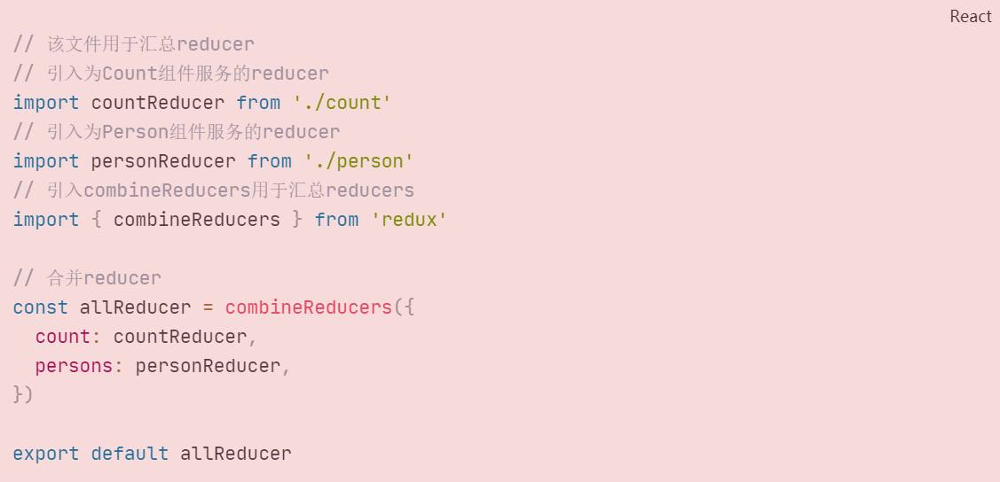 React
// 该文件用于汇总reducer
// 引入为Count组件服务的reducer
import countReducer from './count'
// 引入为Person组件服务的reducer
import personReducer from './person'
// 引入combineReducers用于汇总reducers
import { combineReducers } from 'redux'
// 合并reducer
const allReducer = combineReducers({
  count: countReducer,
  persons: personReducer,
})
export default allReducer